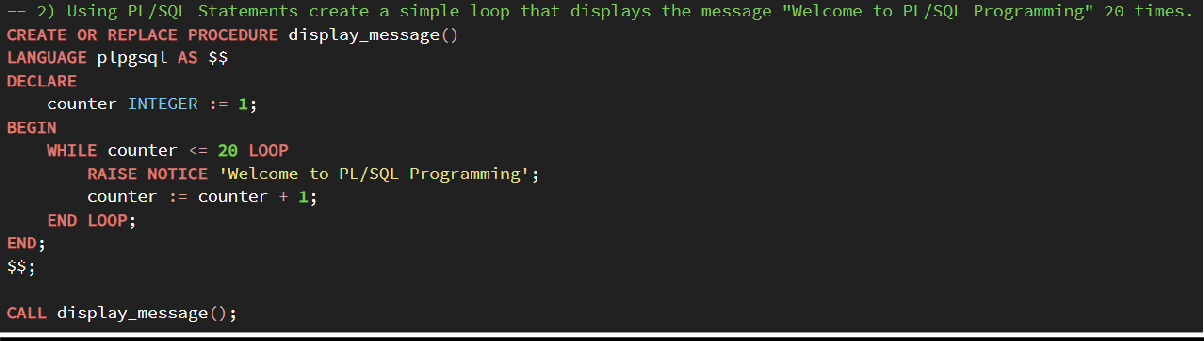 -- 2) Using PL/SQL Statements create a simple loop that displays the message "Welcome to PL/SQL Programming" 20 times.
CREATE OR REPLACE PROCEDURE display_message()
LANGUAGE plpgsql AS $$
DECLARE
    counter INTEGER := 1;
BEGIN
    WHILE counter <= 20 LOOP
        RAISE NOTICE 'Welcome to PL/SQL Programming';
        counter := counter + 1;
    END LOOP;
END;
$$;

CALL display_message();